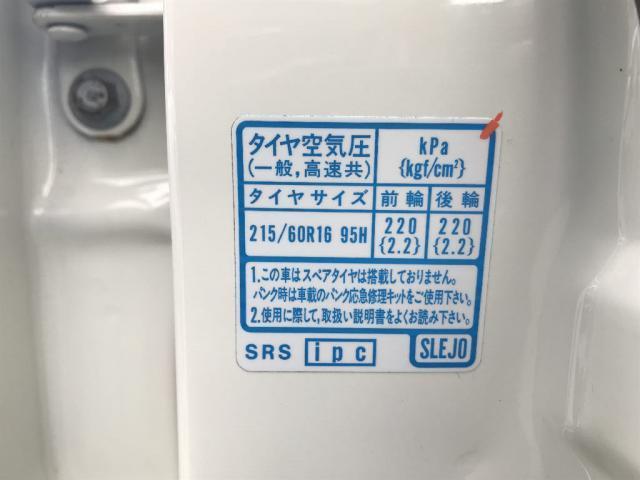 タイヤ空気圧
(一般,高速共)
kPa
{kgf/cm²}
タイヤサイズ 前輪 後輪
215/60R16 95H 220 220
{2.2} {2.2}
1.この車はスペアタイヤは搭載しておりません。
パンク時は車載のパンク応急修理キットをご使用下さい。
2.使用に際して,取扱い説明書をよくお読み下さい。
SRS ipc SLEJ0